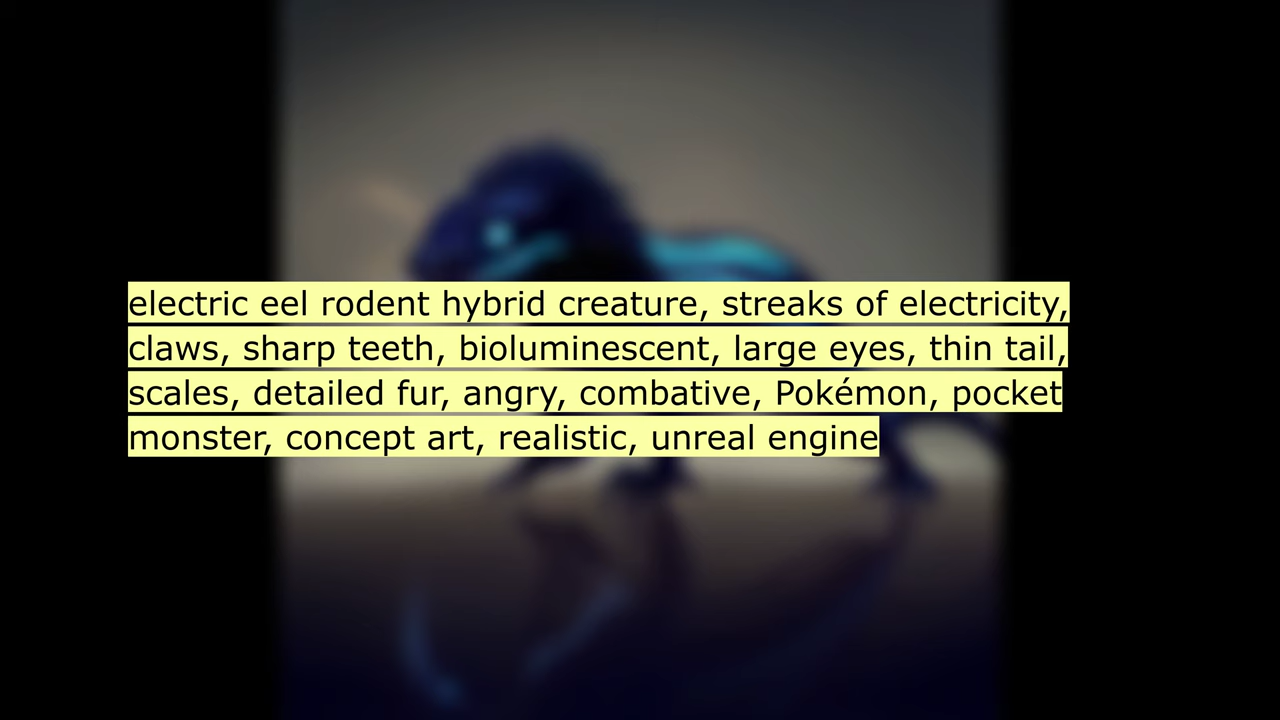 electric eel rodent hybrid creature, streaks of electricity,
claws, sharp teeth, bioluminescent, large eyes, thin tail,
scales, detailed fur, angry, combative, Pokémon, pocket
monster, concept art, realistic, unreal engine